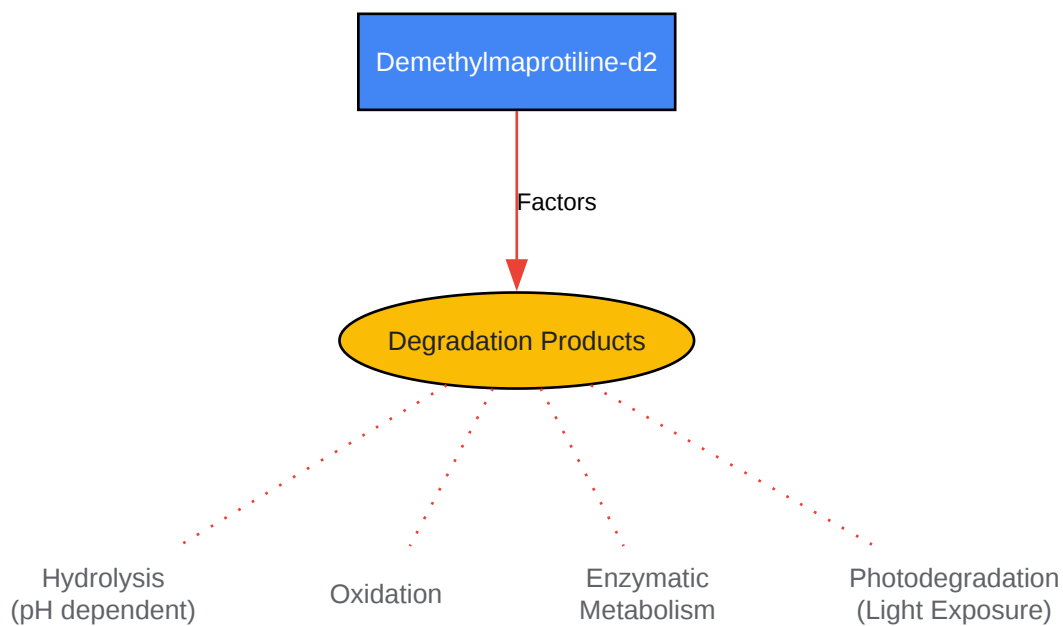 Demethylmaprotiline-d2
Factors
Degradation Products
Hydrolysis
(pH dependent)
Oxidation
Enzymatic
Metabolism
Photodegradation
(Light Exposure)